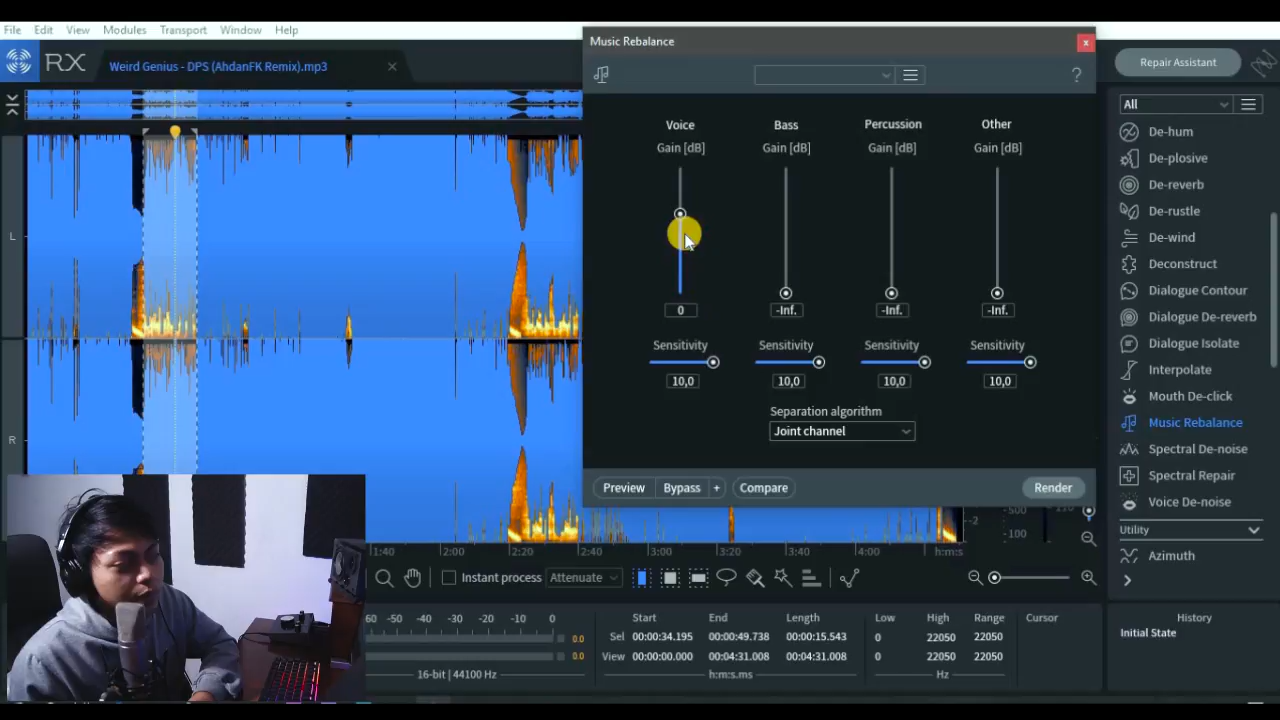 File Edit View Modules Transport Window Help
RX
Weird Genius - DPS (AhdanFK Remix).mp3
Repair Assistant
Music Rebalance
x
?
Voice Bass Percussion Other
Gain [dB] Gain [dB] Gain [dB] Gain [dB]
0 -Inf. -Inf. -Inf.
Sensitivity Sensitivity Sensitivity Sensitivity
10,0 10,0 10,0 10,0
Separation algorithm
Joint channel
Preview Bypass + Compare Render
All
De-hum
De-plosive
De-reverb
De-rustle
De-wind
Deconstruct
Dialogue Contour
Dialogue De-reverb
Dialogue Isolate
Interpolate
Mouth De-click
Music Rebalance
Spectral De-noise
Spectral Repair
Voice De-noise
Utility
Azimuth
L
R
-2
-500
-100
1:40 2:00 2:20 2:40 3:00 3:20 3:40 4:00 h:m:s
Instant process Attenuate
60 -50 -40 -30 -20 -10 0
0.0
0.0
16-bit | 44100 Hz
Start End Length Low High Range Cursor
Sel 00:00:34.195 00:00:49.738 00:00:15.543 0 22050 22050
View 00:00:00.000 00:04:31.008 00:04:31.008 0 22050 22050
h:m:s.ms Hz
History
Initial State